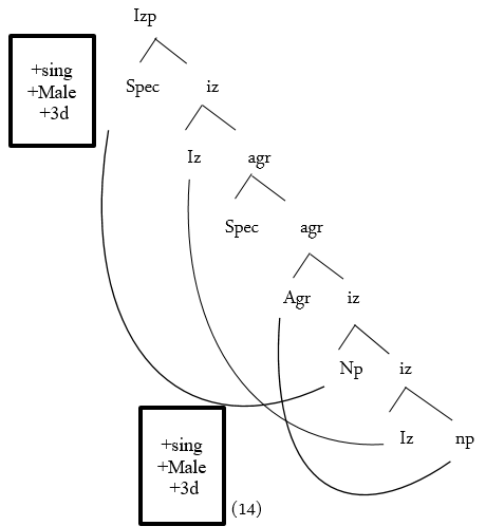 Izp
+sing
+Male
+3d
Spec iz
Iz agr
Spec agr
Agr iz
Np iz
Iz np
+sing
+Male
+3d
(14)